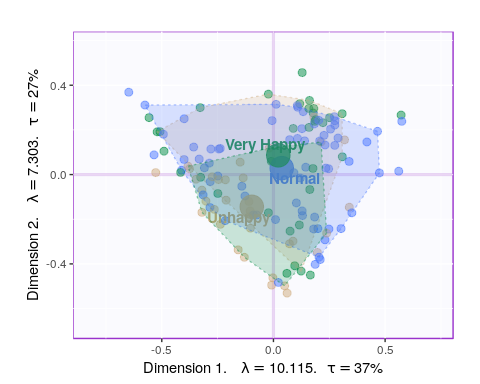 0.4
0.0
-0.4
Very Happy
Normal
Unhappy
-0.5
0.0
0.5
Dimension 1. λ = 10.115. τ = 37%
Dimension 2. λ = 7.303. τ = 27%